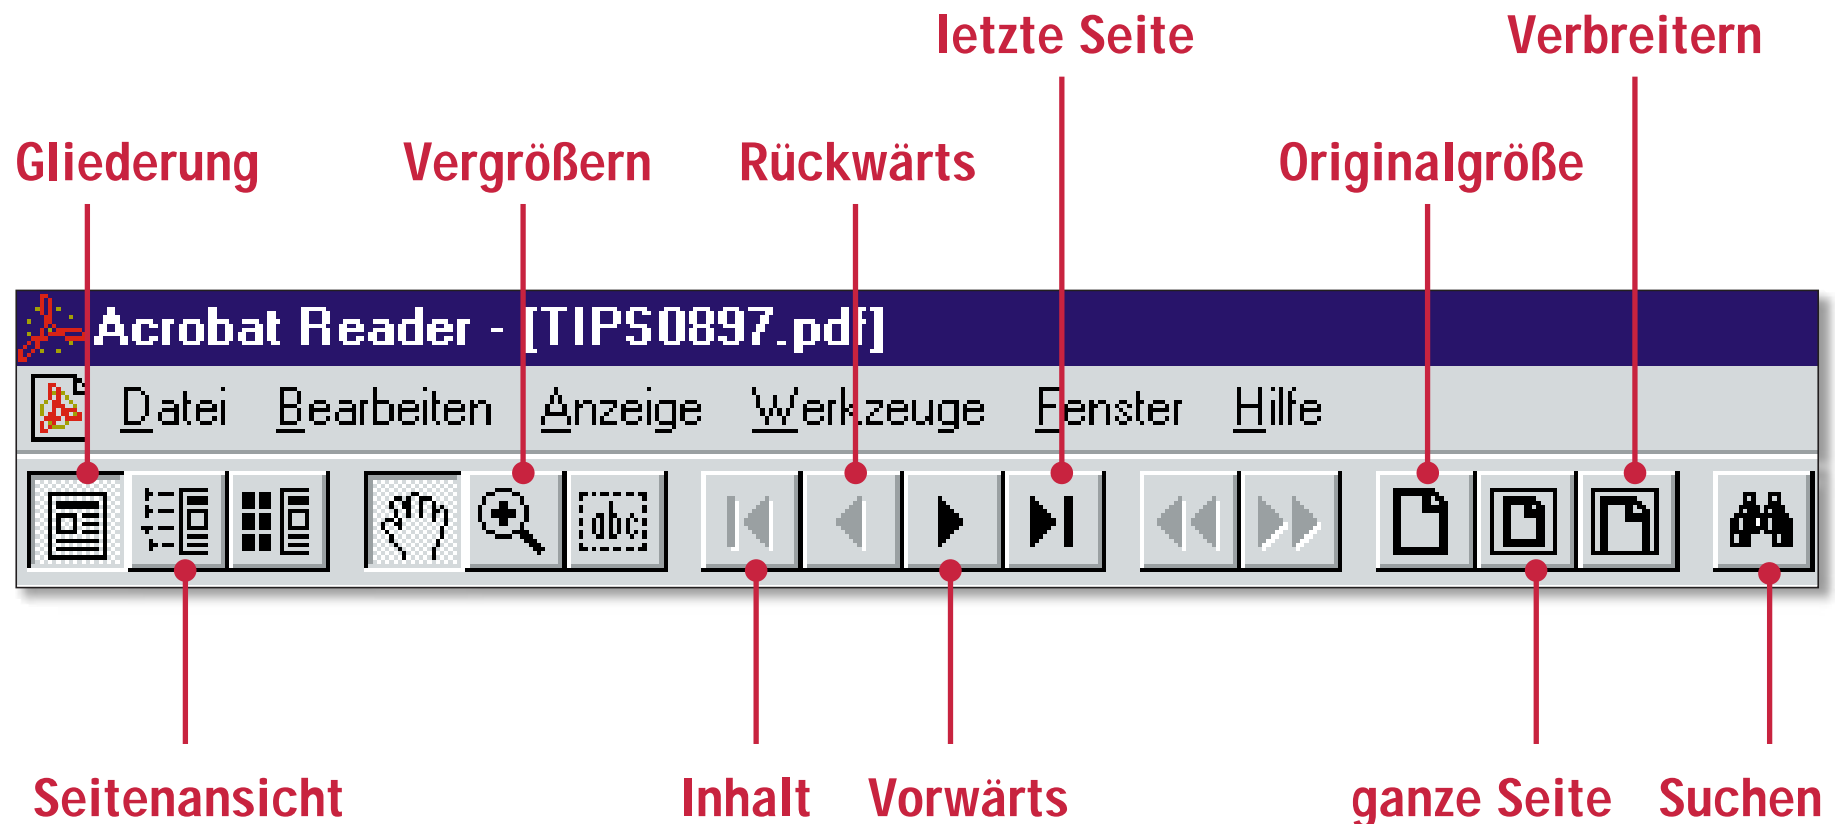 letzte Seite Verbreitern
Gliederung Vergrößern Rückwärts Originalgröße
Acrobat Reader - [TIPS0897.pdf]
Datei Bearbeiten Anzeige Werkzeuge Fenster Hilfe
abc
Seitenansicht Inhalt Vorwärts ganze Seite Suchen